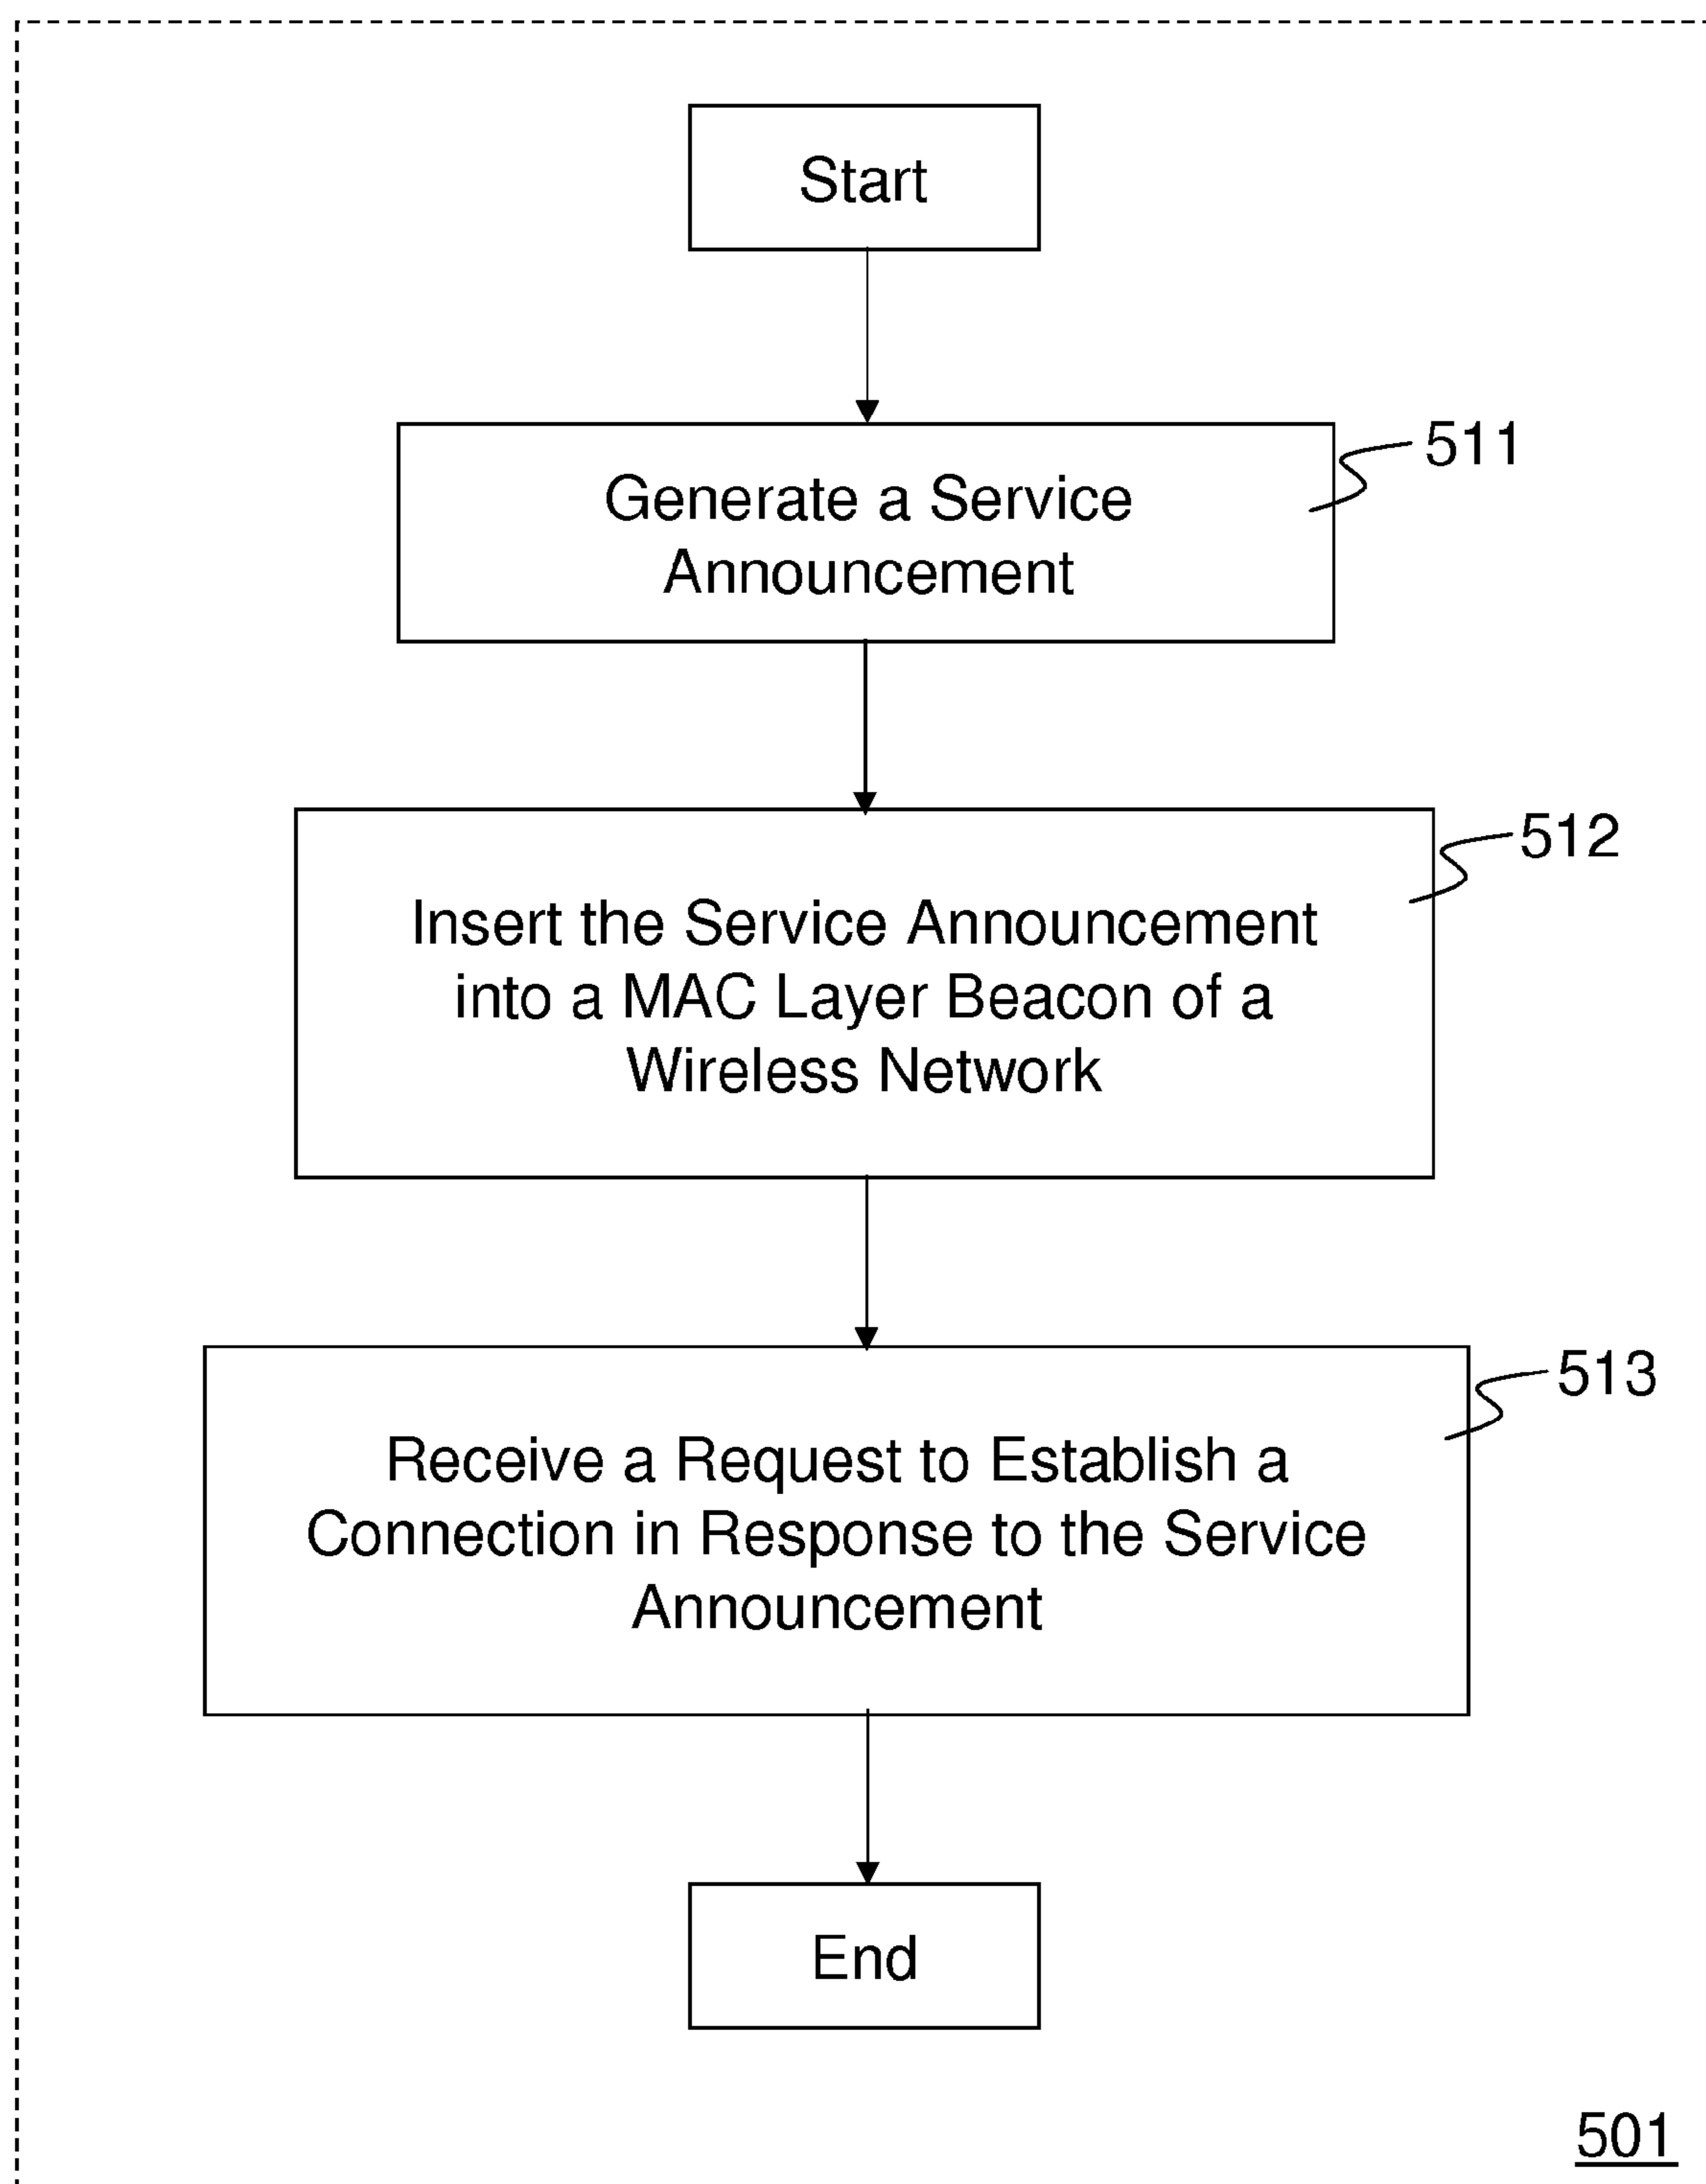 Start
511
Generate a Service
Announcement
512
Insert the Service Announcement
into a MAC Layer Beacon of a
Wireless Network
513
Receive a Request to Establish a
Connection in Response to the Service
Announcement
End
501